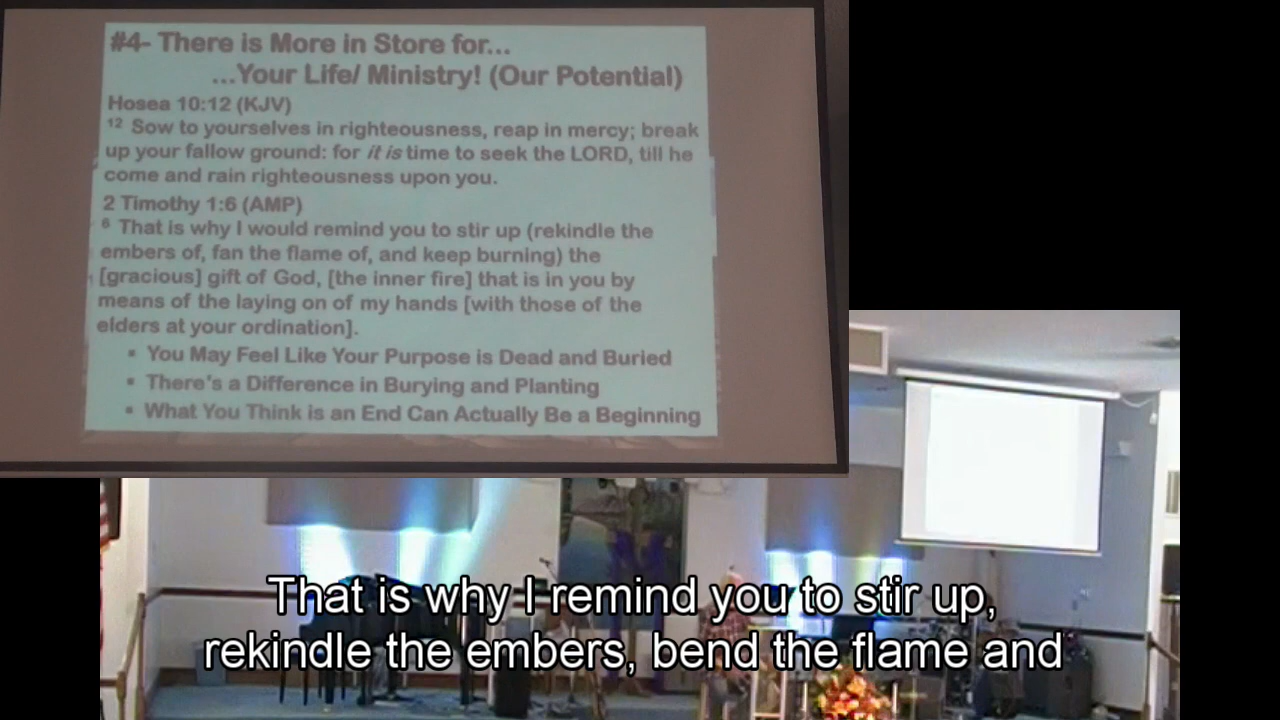 #4- There is More in Store for...
...Your Life/ Ministry! (Our Potential)
Hosea 10:12 (KJV)
12 Sow to yourselves in righteousness, reap in mercy; break
up your fallow ground: for it is time to seek the LORD, till he
come and rain righteousness upon you.
2 Timothy 1:6 (AMP)
6 That is why I would remind you to stir up (rekindle the
embers of, fan the flame of, and keep burning) the
[gracious] gift of God, [the inner fire] that is in you by
means of the laying on of my hands [with those of the
elders at your ordination].
▪ You May Feel Like Your Purpose is Dead and Buried
▪ There's a Difference in Burying and Planting
▪ What You Think is an End Can Actually Be a Beginning
That is why I remind you to stir up,
rekindle the embers, bend the flame and